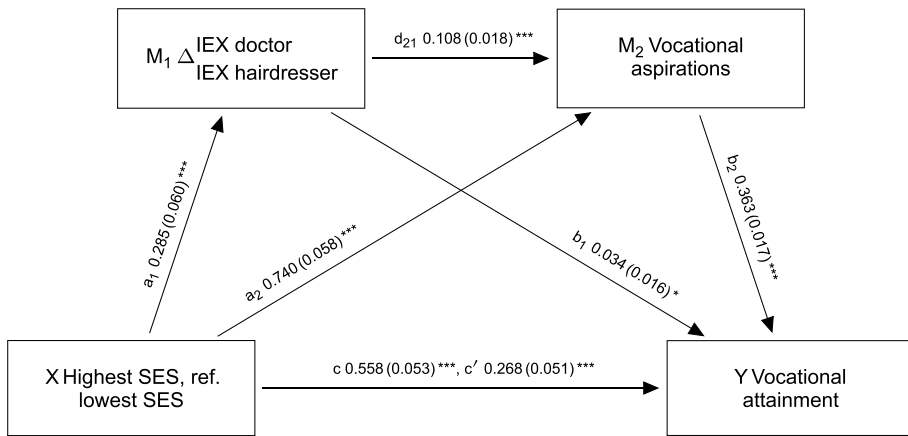 M₁ Δ IEX doctor
IEX hairdresser
d₂₁ 0.108 (0.018) ***
M₂ Vocational
aspirations
a₁ 0.285 (0.060) ***
a₂ 0.740 (0.058) ***
b₁ 0.034 (0.016) *
b₂ 0.363 (0.017) ***
X Highest SES, ref.
lowest SES
c 0.558 (0.053) ***, c′ 0.268 (0.051) ***
Y Vocational
attainment